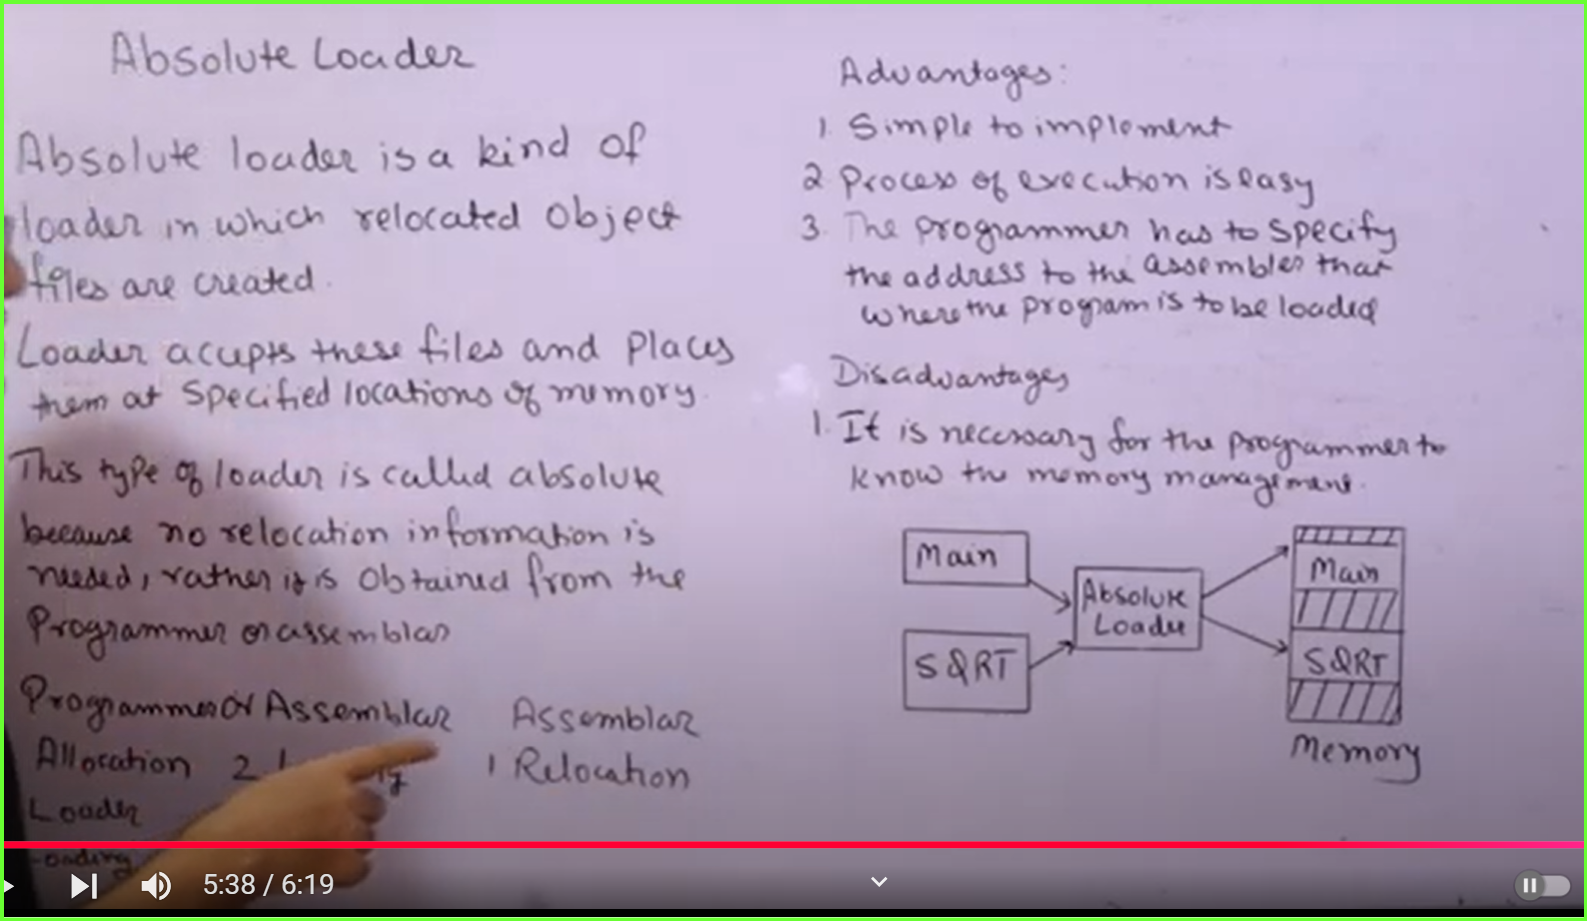 Absolute Loader
Absolute loader is a kind of
loader in which relocated object
files are created.
Loader accepts these files and places
them at specified locations of memory.
This type of loader is called absolute
because no relocation information is
needed, rather it is obtained from the
Programmer or assemblar
Programmer or Assemblar Assemblar
Allocation 2 1 Relocation
Loader
Loading
Advantages:
1. Simple to implement
2 Process of execution is easy
3. The programmer has to specify
the address to the assembler that
where the program is to be loaded
Disadvantages
1. It is necessary for the programmer to
know the memory management.
Main
SQRT
Absolute
Loader
Main
SQRT
Memory
5:38 / 6:19